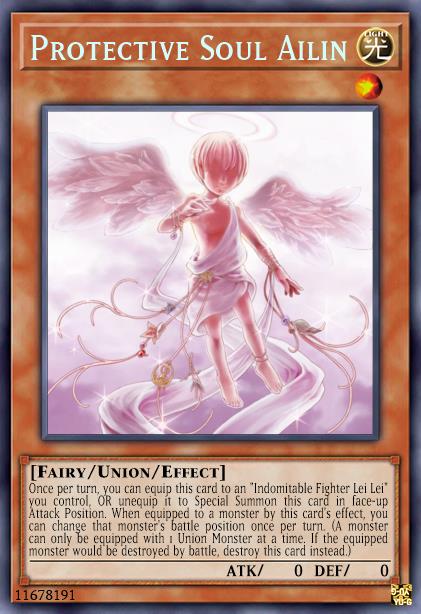 PROTECTIVE SOUL AILIN
LIGHT
光
[FAIRY/UNION/EFFECT]
Once per turn, you can equip this card to an "Indomitable Fighter Lei Lei"
you control, OR unequip it to Special Summon this card in face-up
Attack Position. When equipped to a monster by this card's effect, you
can change that monster's battle position once per turn. (A monster
can only be equipped with 1 Union Monster at a time. If the equipped
monster would be destroyed by battle, destroy this card instead.)
ATK/ 0 DEF/ 0
11678191